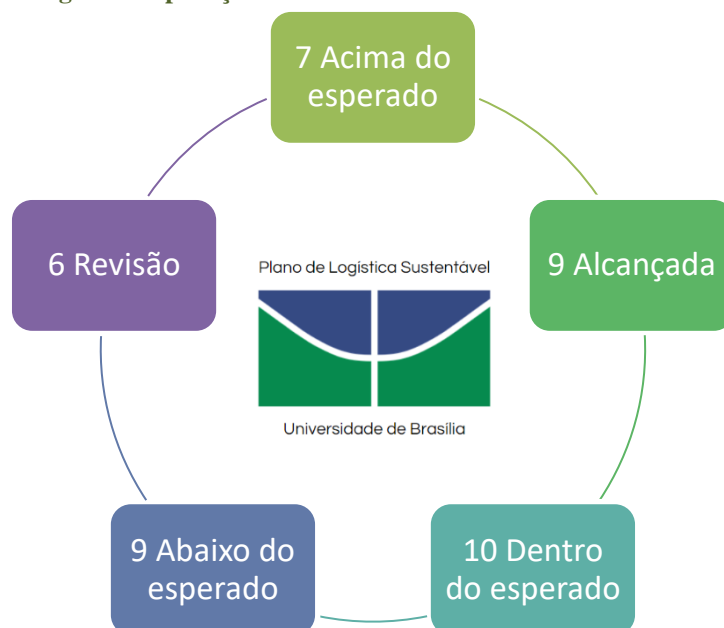 7 Acima do
esperado
6 Revisão
Plano de Logística Sustentável
9 Alcançada
Universidade de Brasília
9 Abaixo do
esperado
10 Dentro
do esperado